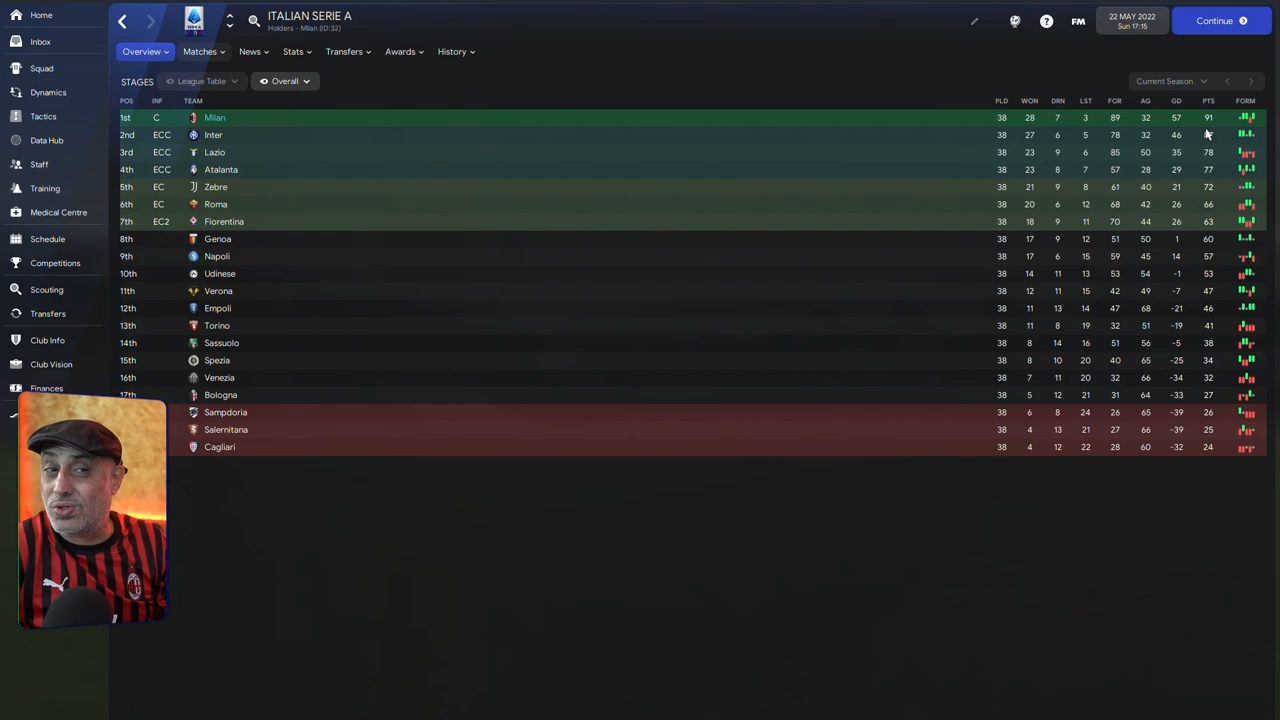 Home
Inbox
Squad
Dynamics
Tactics
Data Hub
Staff
Training
Medical Centre
Schedule
Competitions
Scouting
Transfers
Club Info
Club Vision
Finances
ITALIAN SERIE A
Holders - Milan (ID:32)
FM
22 MAY 2022
Sun 17:15
Continue
Overview Matches News Stats Transfers Awards History
STAGES League Table Overall Current Season
POS INF TEAM PLD WON DRN LST FOR AG GD PTS FORM
1st C Milan 38 28 7 3 89 32 57 91
2nd ECC Inter 38 27 6 5 78 32 46
3rd ECC Lazio 38 23 9 6 85 50 35 78
4th ECC Atalanta 38 23 8 7 57 28 29 77
5th EC Zebre 38 21 9 8 61 40 21 72
6th EC Roma 38 20 6 12 68 42 26 66
7th EC2 Fiorentina 38 18 9 11 70 44 26 63
8th Genoa 38 17 9 12 51 50 1 60
9th Napoli 38 17 6 15 59 45 14 57
10th Udinese 38 14 11 13 53 54 -1 53
11th Verona 38 12 11 15 42 49 -7 47
12th Empoli 38 11 13 14 47 68 -21 46
13th Torino 38 11 8 19 32 51 -19 41
14th Sassuolo 38 8 14 16 51 56 -5 38
15th Spezia 38 8 10 20 40 65 -25 34
16th Venezia 38 7 11 20 32 66 -34 32
17th Bologna 38 5 12 21 31 64 -33 27
Sampdoria 38 6 8 24 26 65 -39 26
Salernitana 38 4 13 21 27 66 -39 25
Cagliari 38 4 12 22 28 60 -32 24